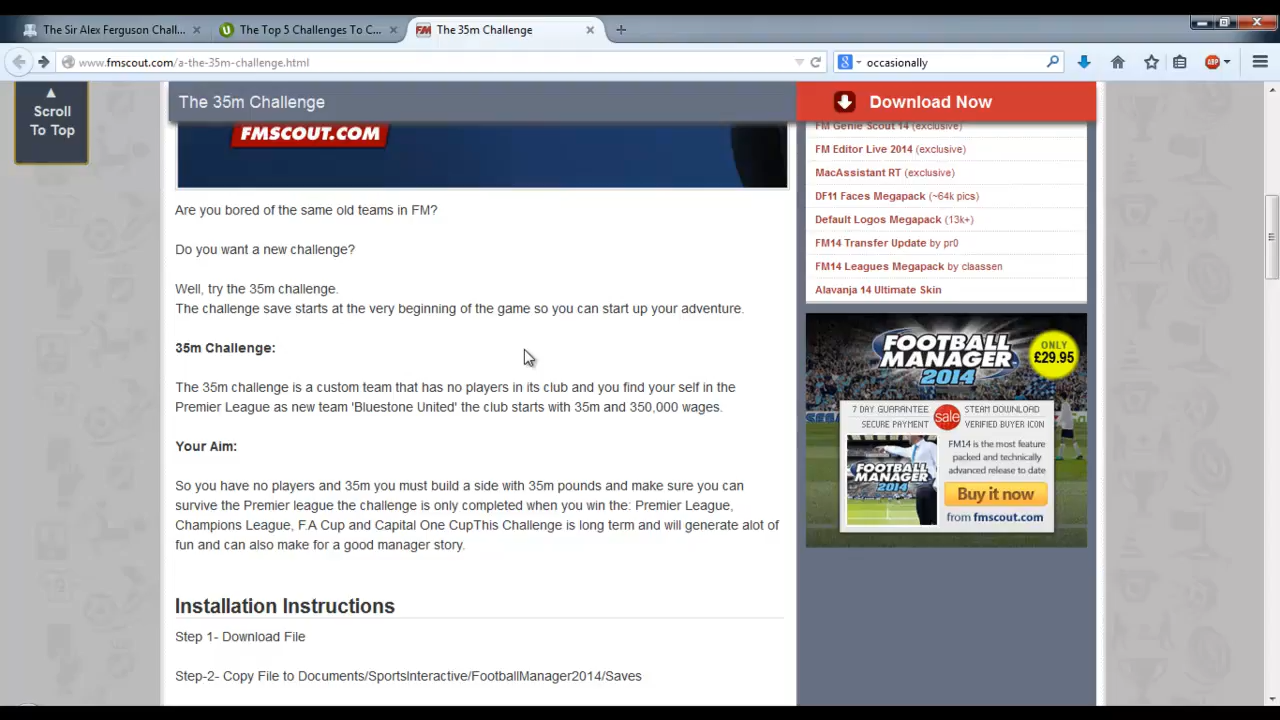 The Sir Alex Ferguson Chall...
The Top 5 Challenges To C...
The 35m Challenge
www.fmscout.com/a-the-35m-challenge.html
occasionally
ABP
Scroll
To Top
The 35m Challenge
Download Now
FMSCOUT.COM
Are you bored of the same old teams in FM?
Do you want a new challenge?
Well, try the 35m challenge.
The challenge save starts at the very beginning of the game so you can start up your adventure.
35m Challenge:
The 35m challenge is a custom team that has no players in its club and you find your self in the
Premier League as new team 'Bluestone United' the club starts with 35m and 350,000 wages.
Your Aim:
So you have no players and 35m you must build a side with 35m pounds and make sure you can
survive the Premier league the challenge is only completed when you win the: Premier League,
Champions League, F.A Cup and Capital One CupThis Challenge is long term and will generate alot of
fun and can also make for a good manager story.
Installation Instructions
Step 1- Download File
Step-2- Copy File to Documents/SportsInteractive/FootballManager2014/Saves
FM Genie Scout 14 (exclusive)
FM Editor Live 2014 (exclusive)
MacAssistant RT (exclusive)
DF11 Faces Megapack (~64k pics)
Default Logos Megapack (13k+)
FM14 Transfer Update by pr0
FM14 Leagues Megapack by claassen
Alavanja 14 Ultimate Skin
FOOTBALL
MANAGER
2014
ONLY
£29.95
7 DAY GUARANTEE
SECURE PAYMENT
sale
STEAM DOWNLOAD
VERIFIED BUYER ICON
FOOTBALL
MANAGER
2014
FM14 is the most feature
packed and technically
advanced release to date
Buy it now
from fmscout.com